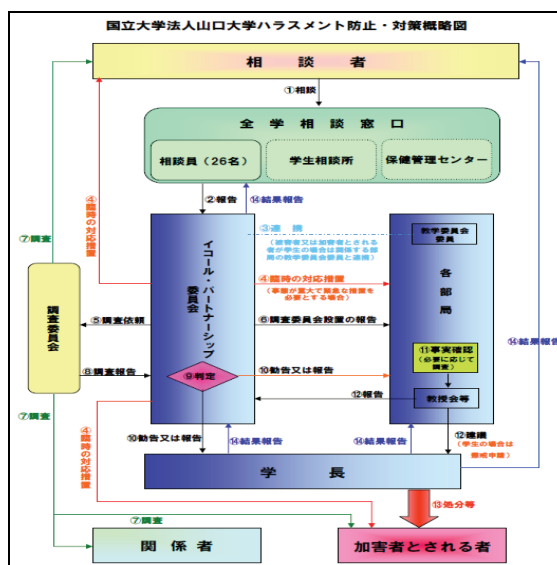 国立大学法人山口大学ハラスメント防止・対策概略図
相 談 者
①相談
全 学 相 談 窓 口
相談員(26名)
学生相談所
保健管理センター
②報告
⑭結果報告
④臨時の対応措置
⑦調査
③連 携
(被害者又は加害者とされる
者が学生の場合は関係する部
局の教学委員会委員と連携)
教学委員会
委員
イコール・パートナーシップ
委員会
各
部
局
④臨時の対応措置
(事態が重大で緊急な措置を
必要とする場合)
調査委員会
⑤調査依頼
⑥調査委員会設置の報告
⑭結果報告
⑪事実確認
(必要に応じて
調査)
⑧調査報告
⑨判定
⑩勧告又は報告
⑫報告
教授会等
⑦調査
④臨時の対応措置
⑩勧告又は報告
⑭結果報告
⑭結果報告
⑫建議
(学生の場合は
懲戒申請)
学 長
⑬処分等
⑦調査
関 係 者
加害者とされる者